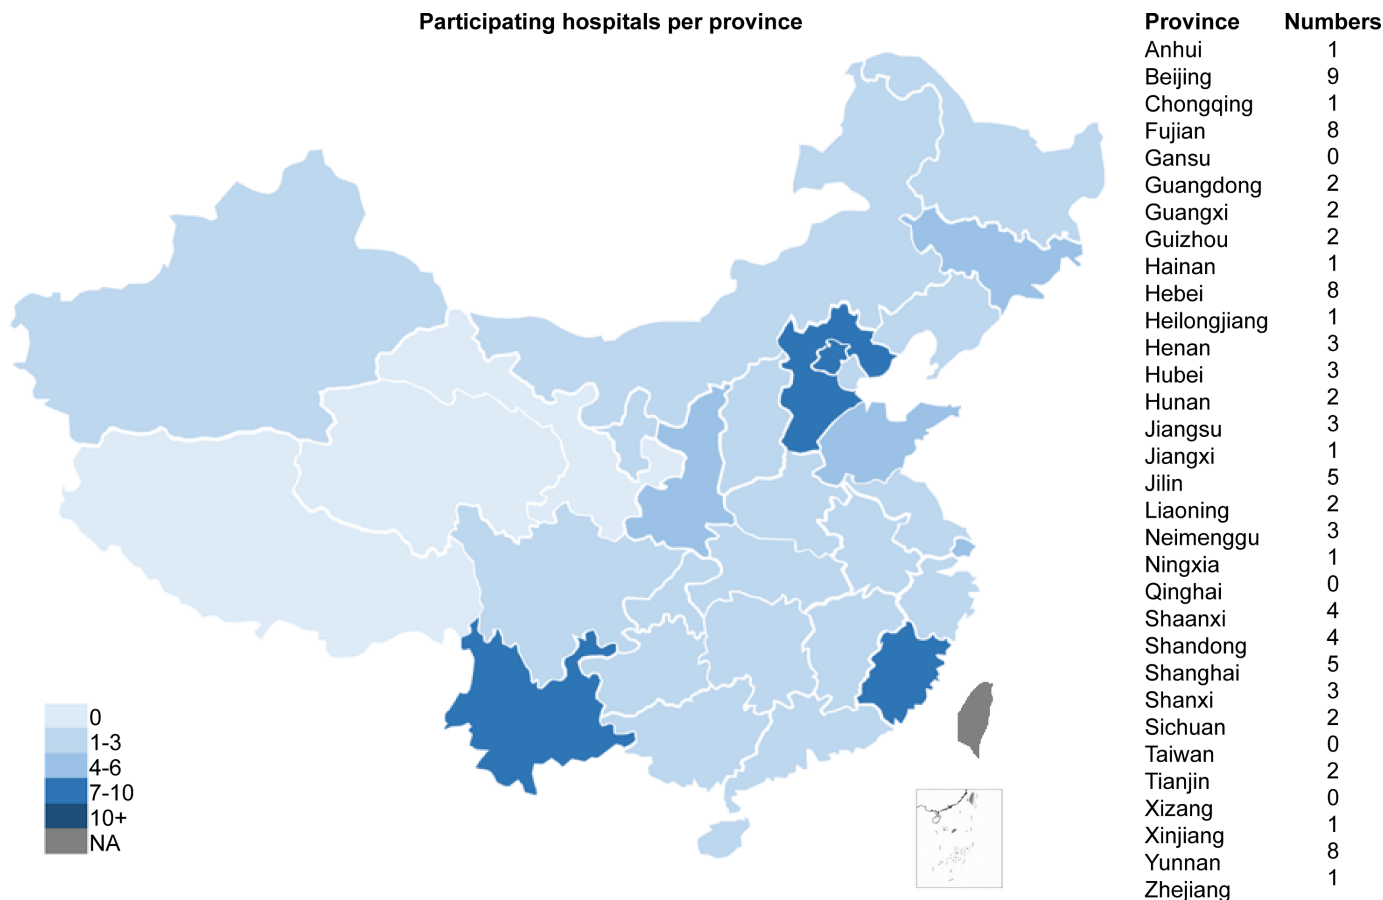 Participating hospitals per province
Province Numbers
Anhui 1
Beijing 9
Chongqing 1
Fujian 8
Gansu 0
Guangdong 2
Guangxi 2
Guizhou 2
Hainan 1
Hebei 8
Heilongjiang 1
Henan 3
Hubei 3
Hunan 2
Jiangsu 3
Jiangxi 1
Jilin 5
Liaoning 2
Neimenggu 3
Ningxia 1
Qinghai 0
Shaanxi 4
Shandong 4
Shanghai 5
Shanxi 3
Sichuan 2
Taiwan 0
Tianjin 2
Xizang 0
Xinjiang 1
Yunnan 8
Zhejiang 1
0
1-3
4-6
7-10
10+
NA